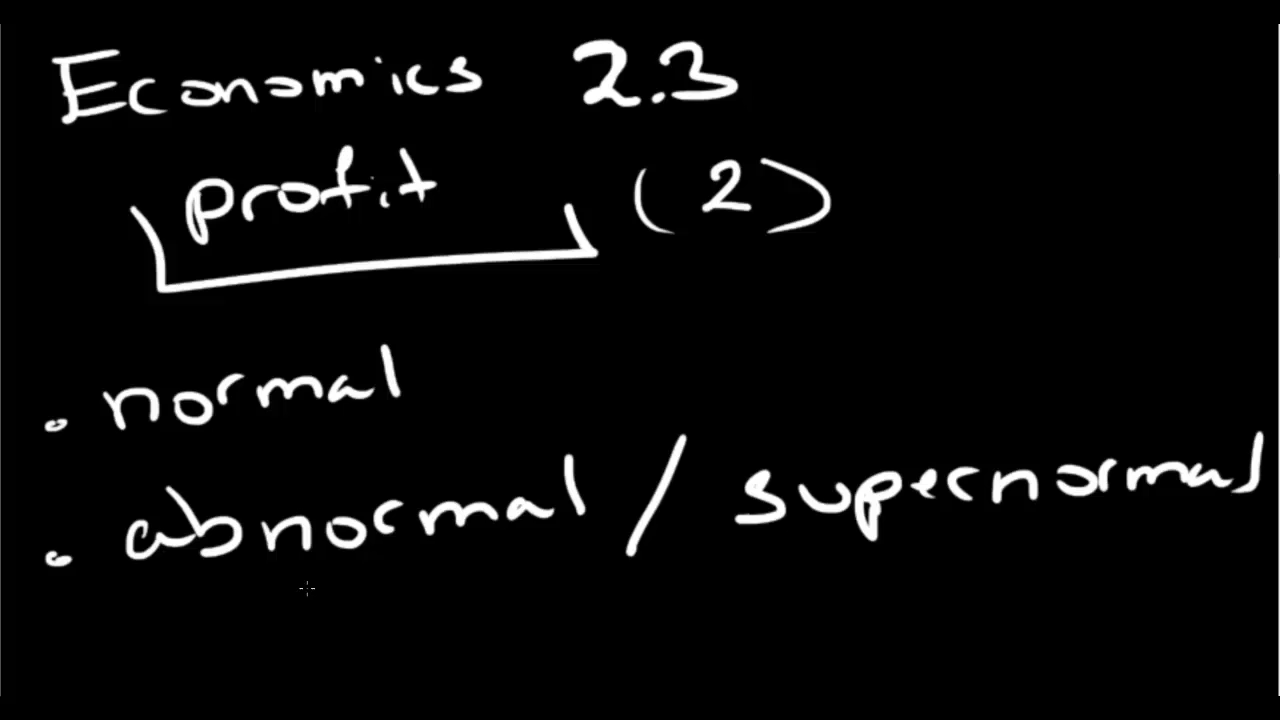 Economics 2.3
profit (2)
. normal
. abnormal / supernormal